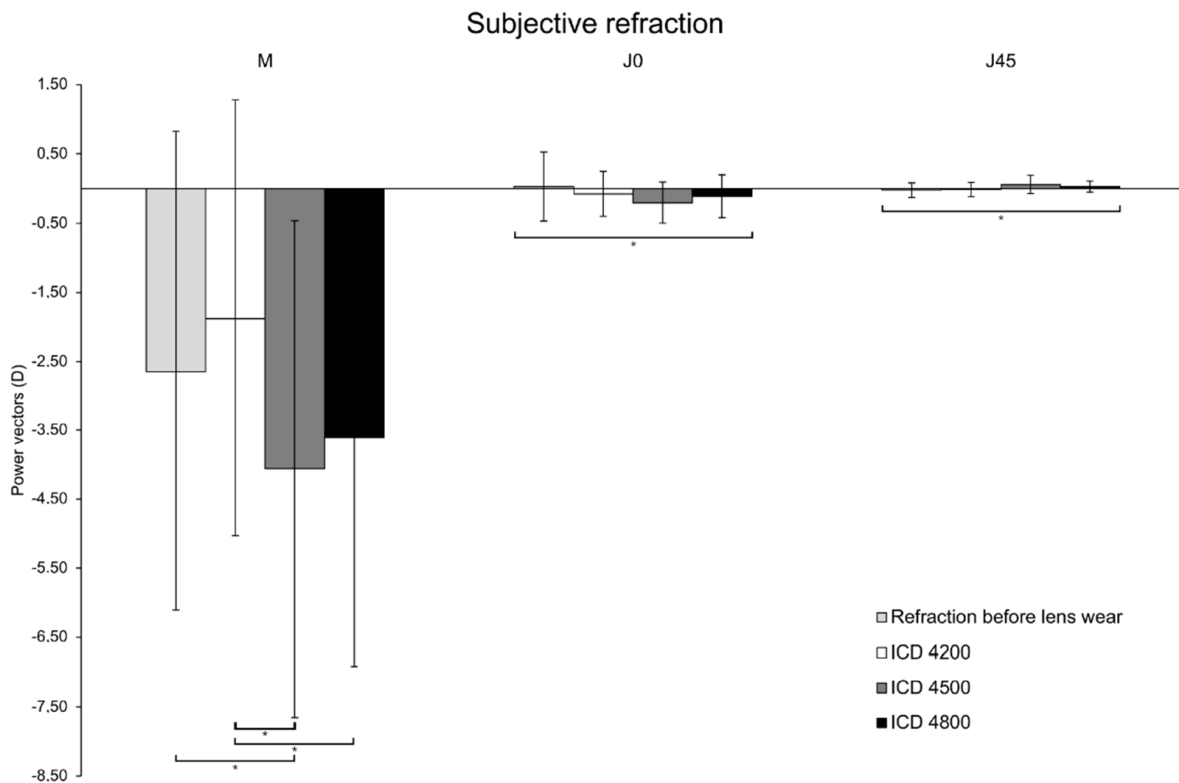 Subjective refraction
M J0 J45
1.50
0.50
-0.50
-1.50
-2.50
-3.50
-4.50
-5.50
-6.50
-7.50
-8.50
Power vectors (D)
*
*
*
*
*
Refraction before lens wear
ICD 4200
ICD 4500
ICD 4800